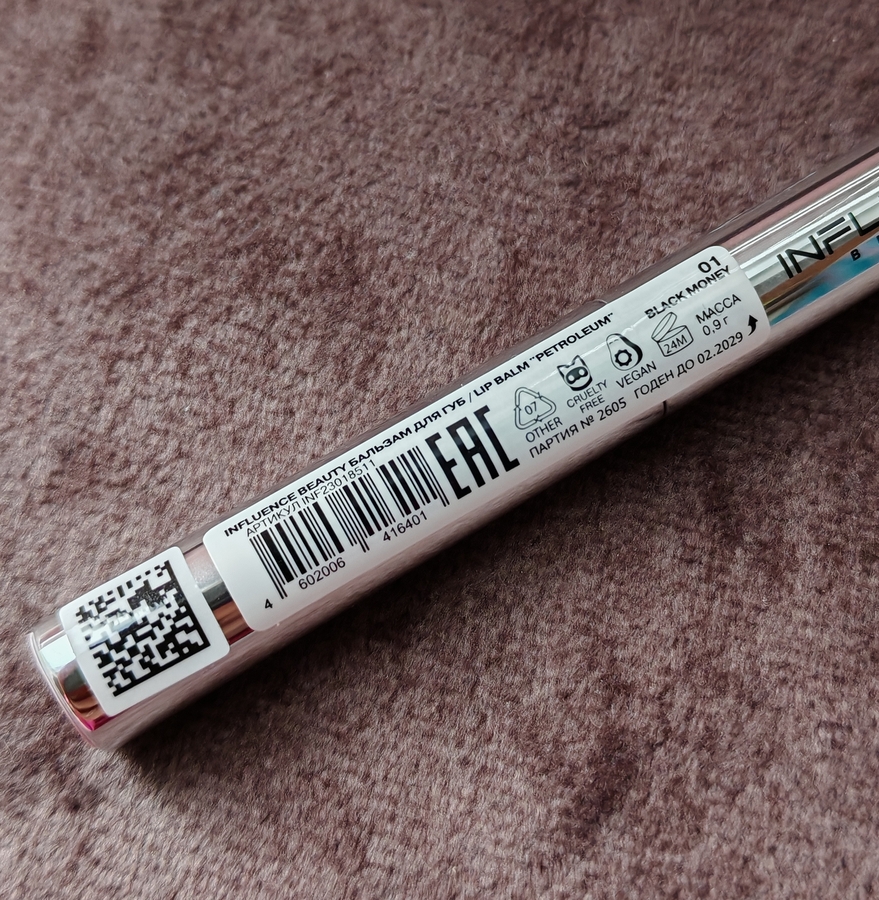 INFLUENCE BEAUTY БАЛЬЗАМ ДЛЯ ГУБ / LIP BALM "PETROLEUM"
АРТИКУЛ INF23018511
4 602006 416401
EAC
07
OTHER
CRUELTY
FREE
VEGAN
24M
01
BLACK MONEY
МАССА
0,9 г
ПАРТИЯ № 2605 ГОДЕН ДО 02.2029
INFL
B